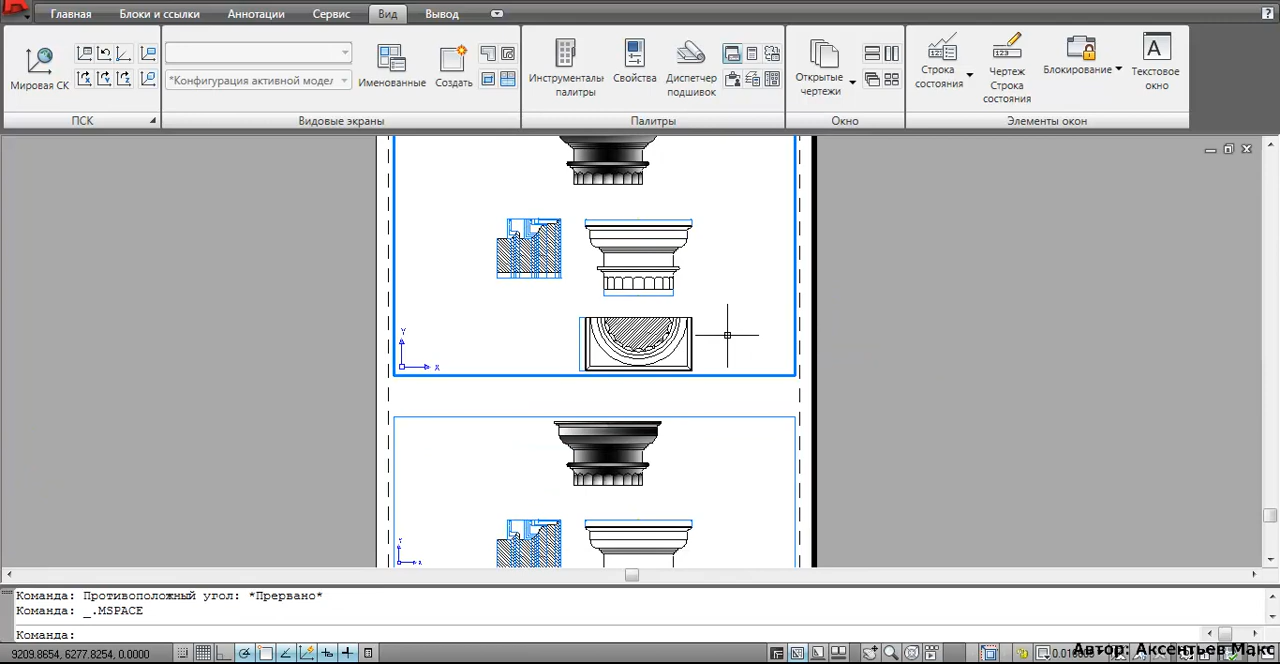 Главная Блоки и ссылки Аннотации Сервис Вид Вывод
Мировая СК
*Конфигурация активной модел
Именованные
Создать
Инструменталы
палитры
Свойства
Диспетчер
подшивок
Открытые
чертежи
Строка
состояния
Чертеж
Строка
состояния
Блокирование
Текстовое
окно
ПСК Видовые экраны Палитры Окно Элементы окон
Y
X
Команда: Противоположный угол: *Прервано*
Команда: _.MSPACE
Команда:
9209.8654, 6277.8254, 0.0000
Автор: Аксентьев Макс